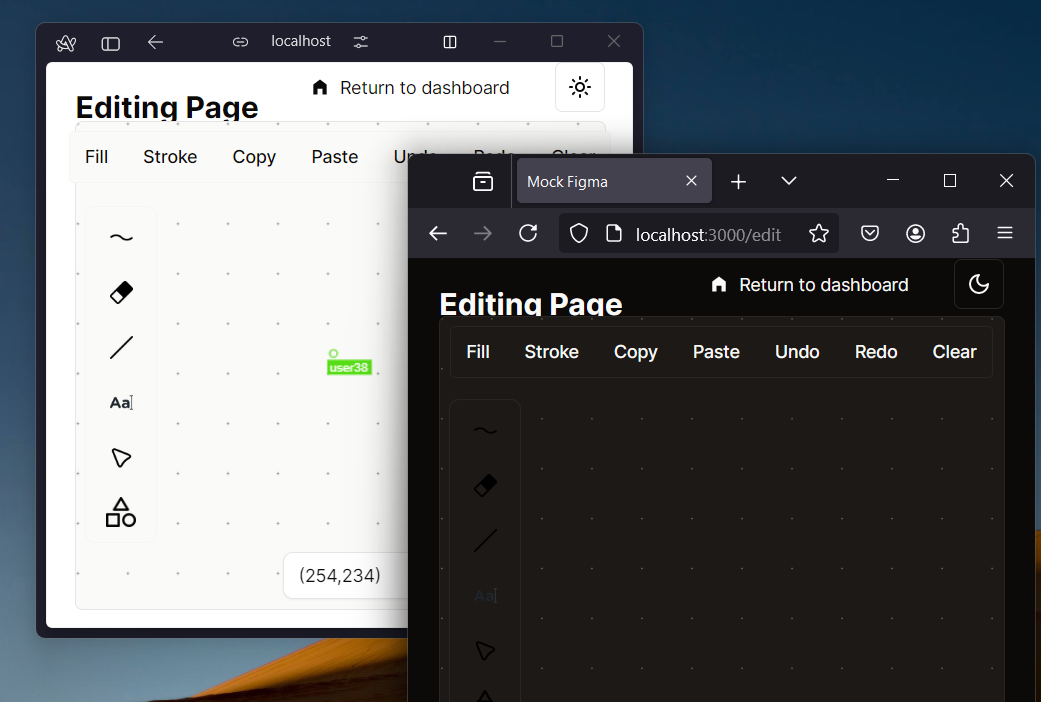 localhost
Return to dashboard
Editing Page
Fill Stroke Copy Paste Undo Redo Clear
Aa
user38
(254,234)
Mock Figma
localhost:3000/edit
Return to dashboard
Editing Page
Fill Stroke Copy Paste Undo Redo Clear
Aa